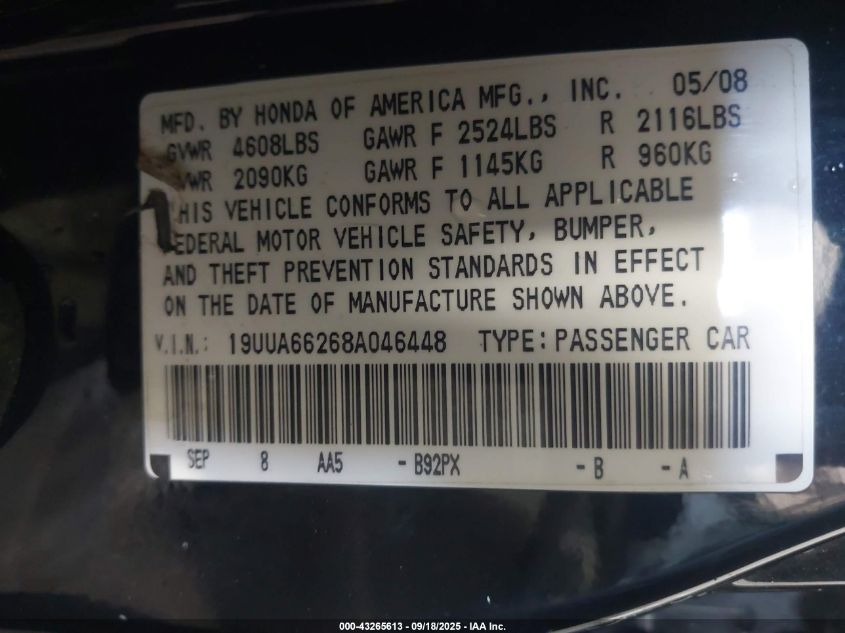 MFD. BY HONDA OF AMERICA MFG., INC. 05/08
GVWR 4608LBS GAWR F 2524LBS R 2116LBS
WR 2090KG GAWR F 1145KG R 960KG
THIS VEHICLE CONFORMS TO ALL APPLICABLE
FEDERAL MOTOR VEHICLE SAFETY, BUMPER,
AND THEFT PREVENTION STANDARDS IN EFFECT
ON THE DATE OF MANUFACTURE SHOWN ABOVE.
V.I.N.: 19UUA66268A046448 TYPE: PASSENGER CAR
SEP 8 AA5 -B92PX -B -A
000-43265613 - 09/18/2025 - IAA Inc.